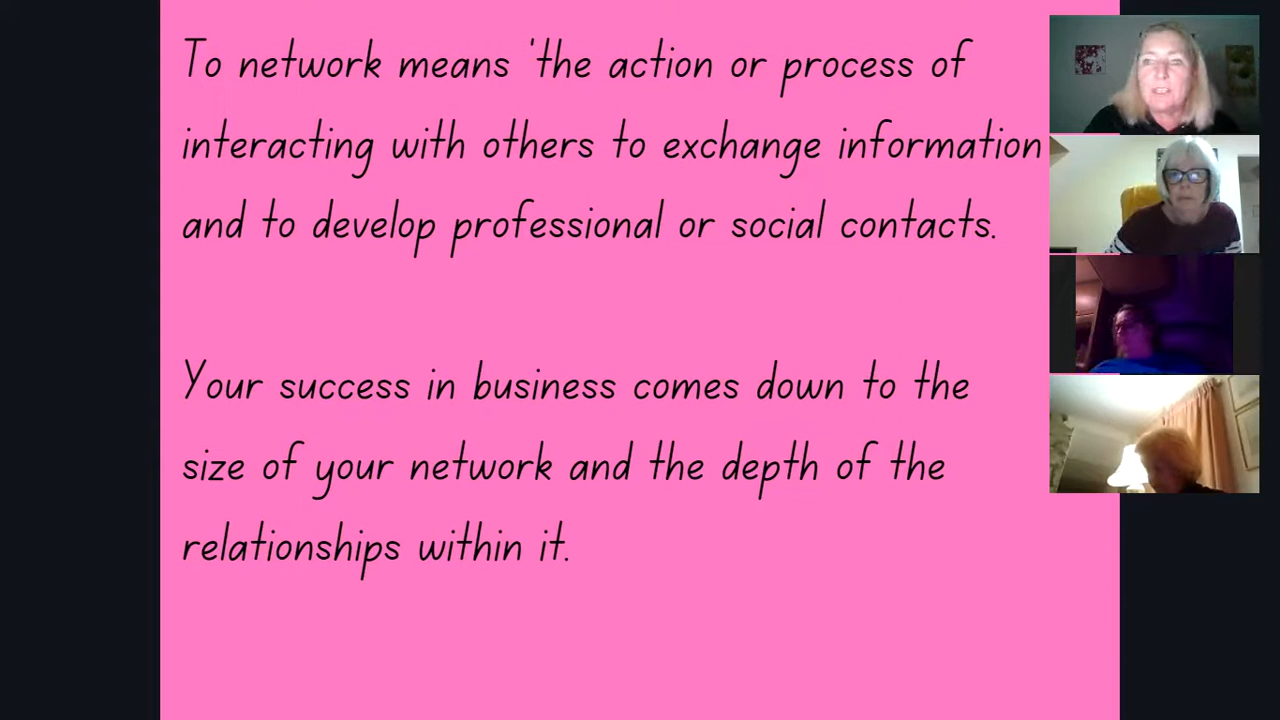 To network means 'the action or process of
interacting with others to exchange information
and to develop professional or social contacts.
Your success in business comes down to the
size of your network and the depth of the
relationships within it.